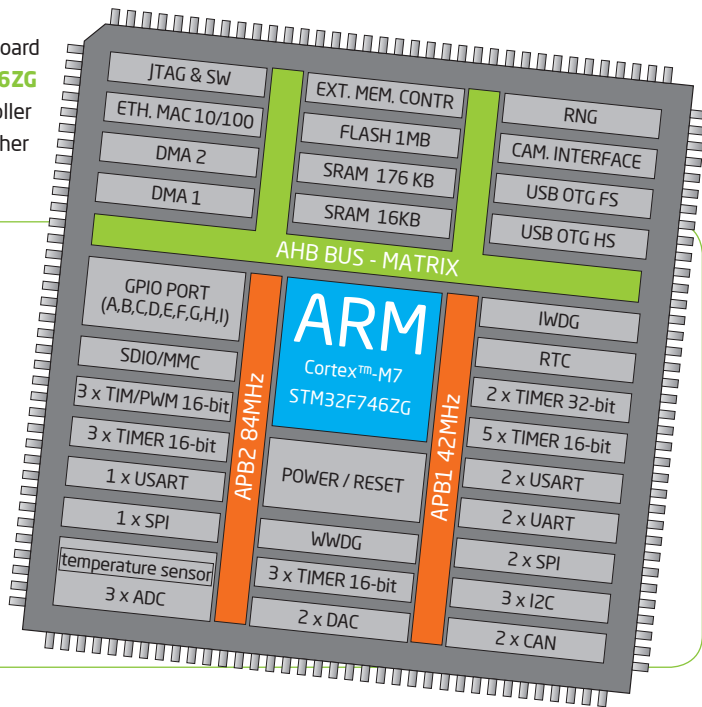 oard
6ZG
oller
her
JTAG & SW
ETH. MAC 10/100
DMA 2
DMA 1
EXT. MEM. CONTR
FLASH 1MB
SRAM 176 KB
SRAM 16KB
RNG
CAM. INTERFACE
USB OTG FS
USB OTG HS
AHB BUS - MATRIX
GPIO PORT
(A,B,C,D,E,F,G,H,I)
SDIO/MMC
3 x TIM/PWM 16-bit
3 x TIMER 16-bit
1 x USART
1 x SPI
temperature sensor
3 x ADC
APB2 84MHz
ARM
Cortex™-M7
STM32F746ZG
POWER / RESET
WWDG
3 x TIMER 16-bit
2 x DAC
APB1 42MHz
IWDG
RTC
2 x TIMER 32-bit
5 x TIMER 16-bit
2 x USART
2 x UART
2 x SPI
3 x I2C
2 x CAN